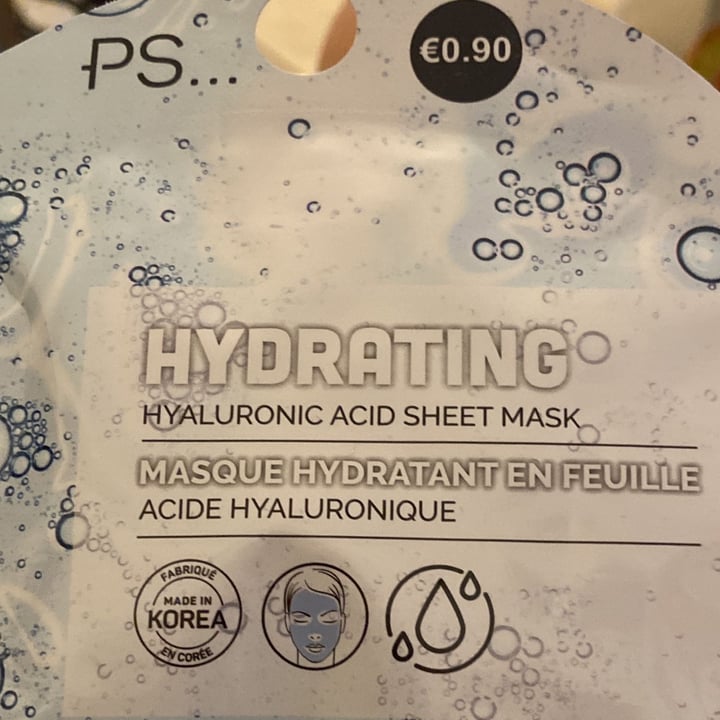 PS...
€0.90
HYDRATING
HYALURONIC ACID SHEET MASK
MASQUE HYDRATANT EN FEUILLE
ACIDE HYALURONIQUE
FABRIQUÉ
MADE IN
KOREA
EN CORÉE